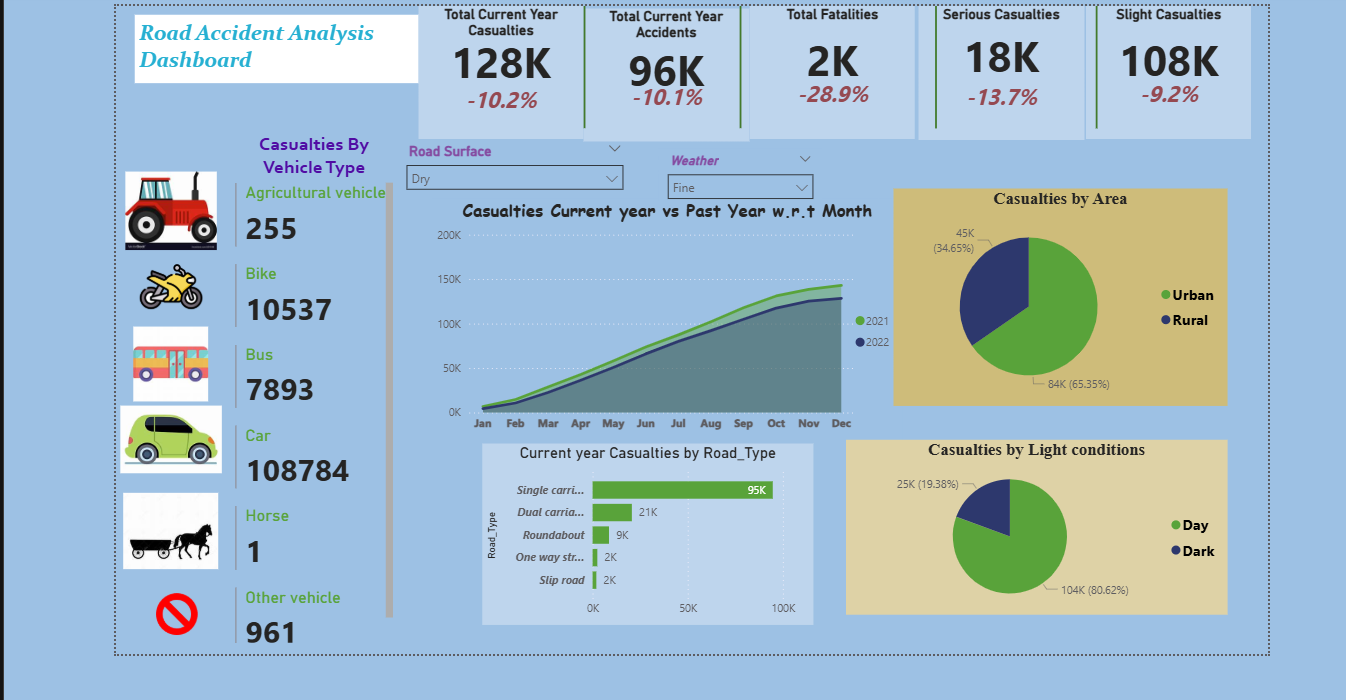 Road Accident Analysis
Dashboard
Total Current Year
Casualties
128K
-10.2%
Total Current Year
Accidents
96K
-10.1%
Total Fatalities
2K
-28.9%
Serious Casualties
18K
-13.7%
Slight Casualties
108K
-9.2%
Casualties By
Vehicle Type
Agricultural vehicle
255
Bike
10537
Bus
7893
Car
108784
Horse
1
Other vehicle
961
Road Surface
Dry
Weather
Fine
Casualties Current year vs Past Year w.r.t Month
200K
150K
100K
50K
0K
Jan Feb Mar Apr May Jun Jul Aug Sep Oct Nov Dec
2021
2022
Current year Casualties by Road_Type
Road_Type
Single carri... 95K
Dual carria... 21K
Roundabout 9K
One way str... 2K
Slip road 2K
0K 50K 100K
Casualties by Area
45K
(34.65%)
84K (65.35%)
Urban
Rural
Casualties by Light conditions
25K (19.38%)
104K (80.62%)
Day
Dark